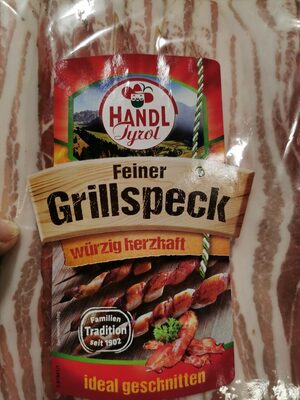 HANDL
Tyrol
Feiner
Grillspeck
würzig herzhaft
Familien
Tradition
seit 1902
ideal geschnitten